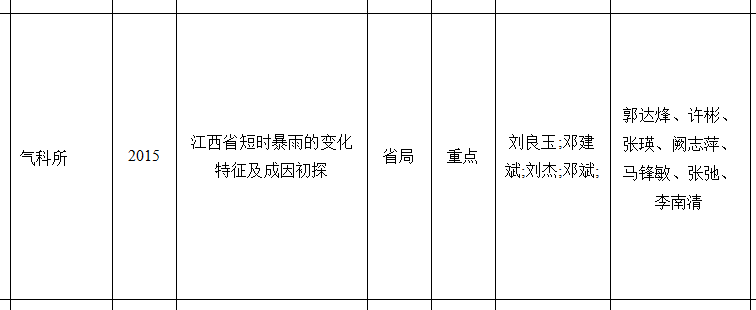 气科所
2015
江西省短时暴雨的变化
特征及成因初探
省局
重点
刘良玉;邓建
斌;刘杰;邓斌;
郭达烽、许彬、
张瑛、阙志萍、
马锋敏、张弛、
李南清